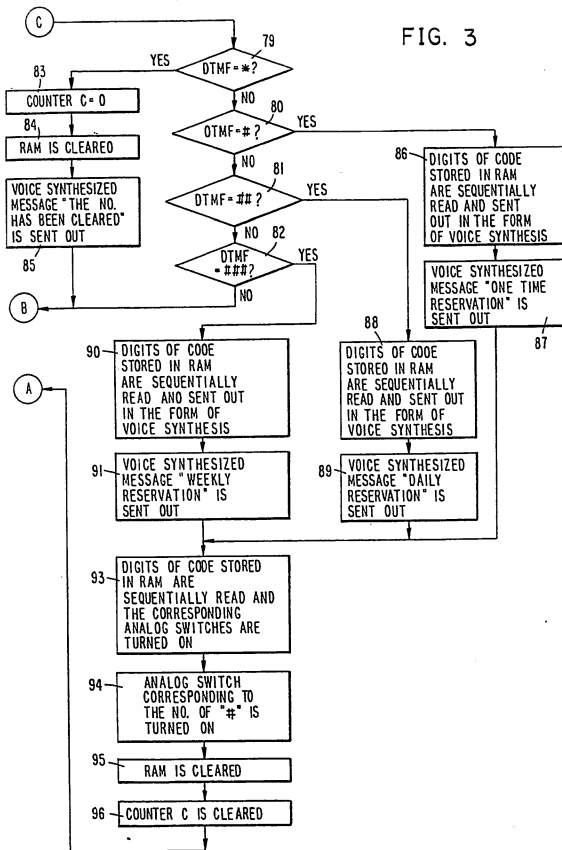 C
FIG. 3
79
YES
DTMF=*?
83
NO
COUNTER C=0
80
84
DTMF=#?
YES
RAM IS CLEARED
NO
86
81
DIGITS OF CODE
STORED IN RAM
ARE SEQUENTIALLY
READ AND SENT
OUT IN THE FORM
OF VOICE SYNTHESIS
VOICE SYNTHESIZED
MESSAGE "THE NO.
HAS BEEN CLEARED"
IS SENT OUT
85
DTMF=##?
YES
NO
82
DTMF
=###?
YES
NO
B
VOICE SYNTHESIZED
MESSAGE "ONE TIME
RESERVATION" IS
SENT OUT
87
88
90
DIGITS OF CODE
STORED IN RAM
ARE SEQUENTIALLY
READ AND SENT OUT
IN THE FORM OF
VOICE SYNTHESIS
DIGITS OF CODE
STORED IN RAM
ARE SEQUENTIALLY
READ AND SENT OUT
IN THE FORM OF
VOICE SYNTHESIS
A
91
VOICE SYNTHESIZED
MESSAGE "WEEKLY
RESERVATION" IS
SENT OUT
89
VOICE SYNTHESIZED
MESSAGE "DAILY
RESERVATION" IS
SENT OUT
93
DIGITS OF CODE STORED
IN RAM ARE
SEQUENTIALLY READ AND
THE CORRESPONDING
ANALOG SWITCHES ARE
TURNED ON
94
ANALOG SWITCH
CORRESPONDING TO
THE NO. OF "#" IS
TURNED ON
95
RAM IS CLEARED
96
COUNTER C IS CLEARED